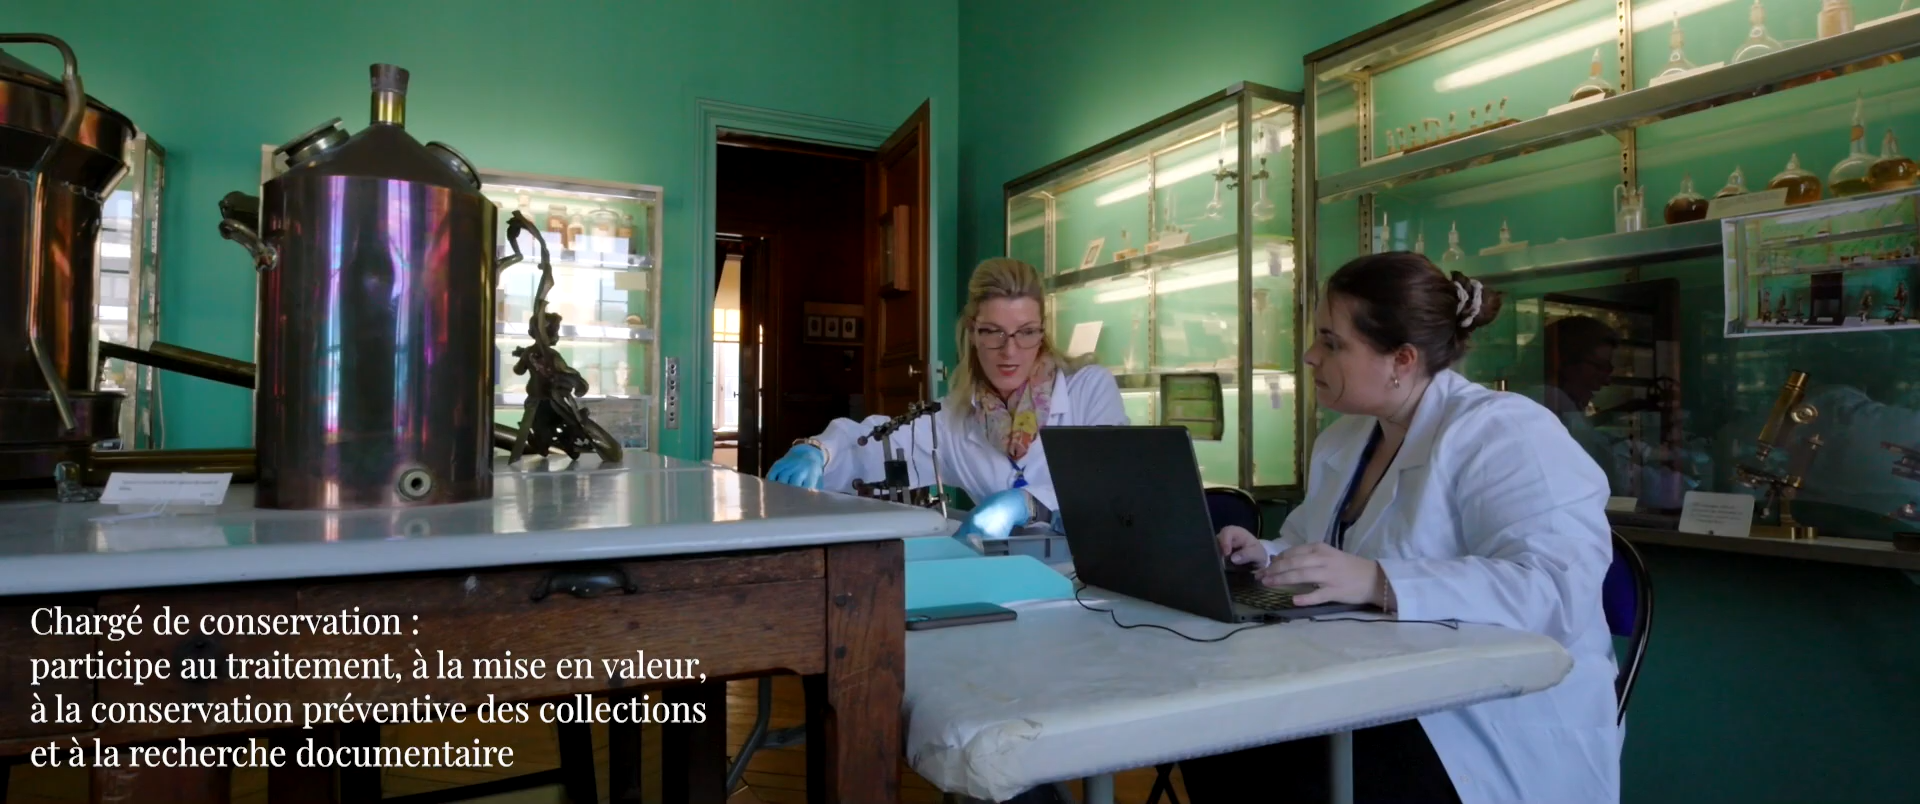 Chargé de conservation :
participe au traitement, à la mise en valeur,
à la conservation préventive des collections
et à la recherche documentaire